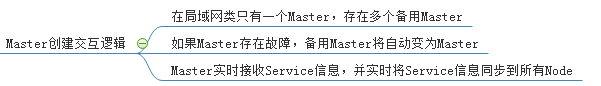 在局域网类只有一个Master，存在多个备用Master
Master创建交互逻辑
如果Master存在故障，备用Master将自动变为Master
Master实时接收Service信息，并实时将Service信息同步到所有Node